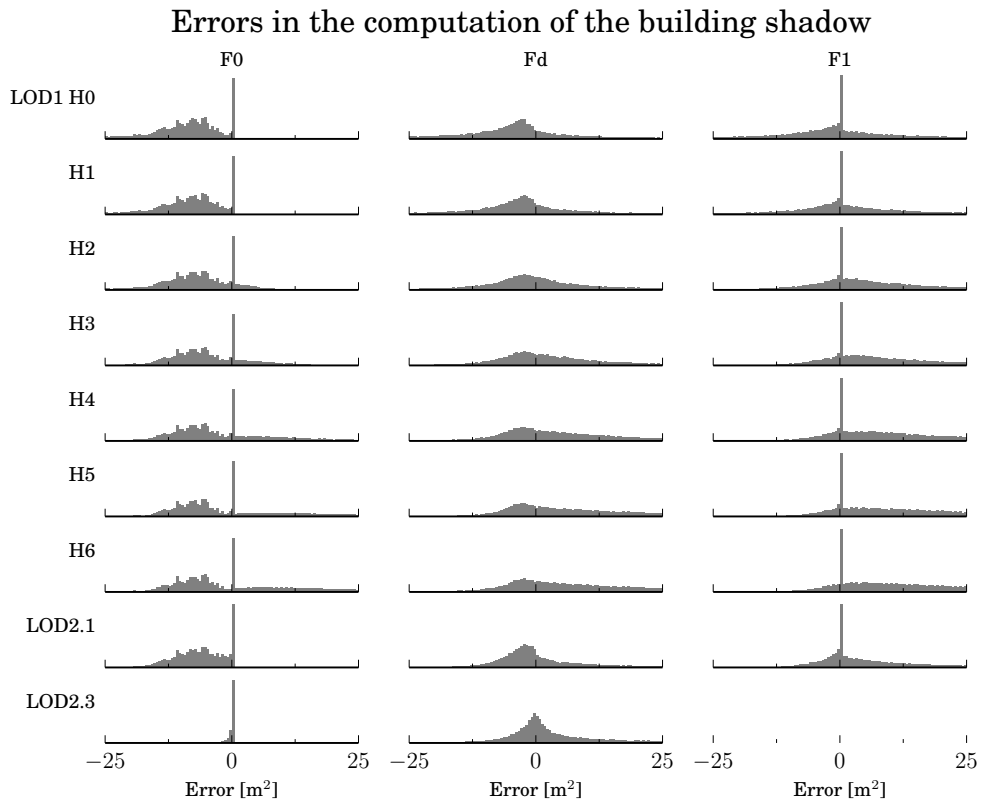 Errors in the computation of the building shadow
F0 Fd F1
LOD1 H0
H1
H2
H3
H4
H5
H6
LOD2.1
LOD2.3
−25 0 25 −25 0 25 −25 0 25
Error [m²] Error [m²] Error [m²]